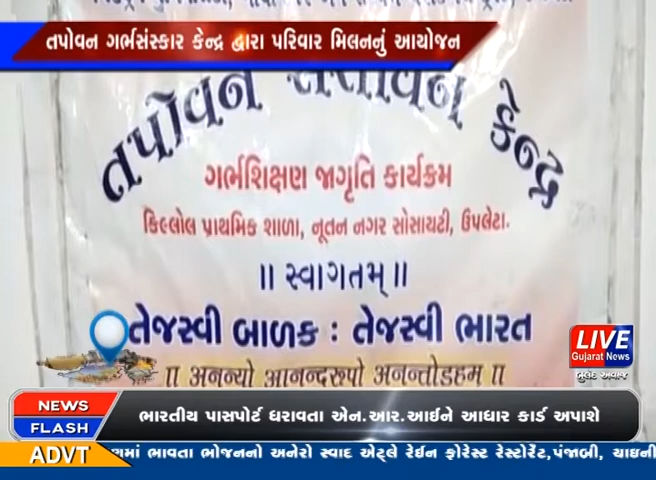 તપોવન ગર્ભસંસ્કાર કેન્દ્ર દ્વારા પરિવાર મિલનનું આયોજન
તપોવન કેન્દ્ર
ગર્ભશિક્ષણ જાગૃતિ કાર્યક્રમ
કિલ્લોલ પ્રાથમિક શાળા, નૂતન નગર સોસાયટી, ઉપલેટા.
॥ સ્વાગતમ્ ॥
તેજસ્વી બાળક : તેજસ્વી ભારત
॥ અનન્યો આનન્દરુપો અનન્તોડહમ ॥
LIVE
Gujarat News
બુલંદ અવાજ
NEWS
FLASH
ભારતીય પાસપોર્ટ ધરાવતા એન.આર.આઈને આધાર કાર્ડ અપાશે
ADVT
ભાવતા ભોજનનો અનેરો સ્વાદ એટલે રેઈન ફોરેસ્ટ રેસ્ટોરેંટ,પંજાબી,